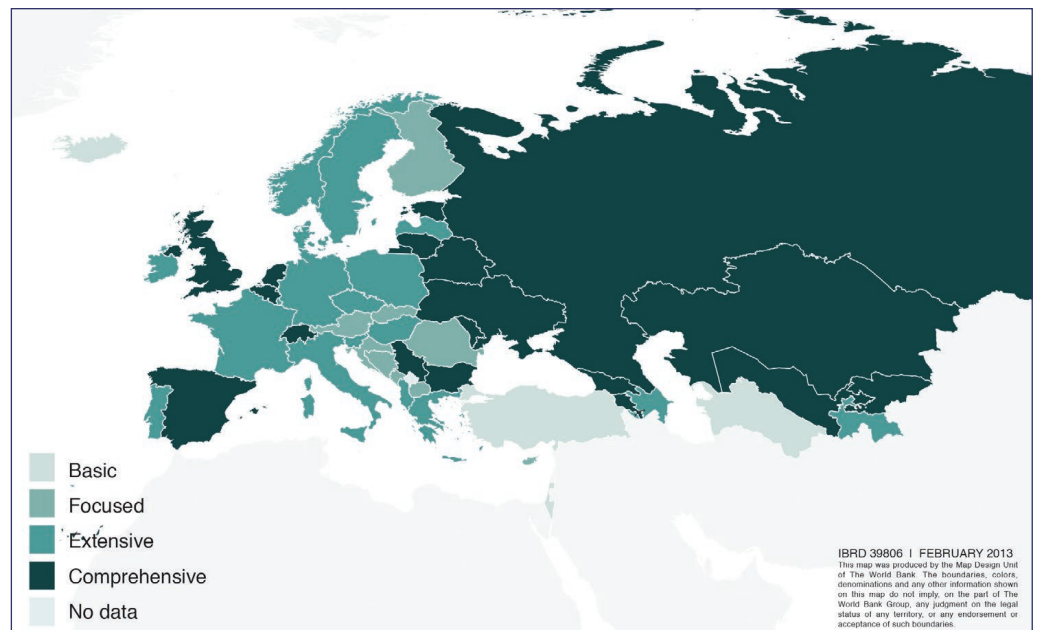 Basic
Focused
Extensive
Comprehensive
No data
IBRD 39806 | FEBRUARY 2013
This map was produced by the Map Design Unit
of The World Bank. The boundaries, colors,
denominations and any other information shown
on this map do not imply, on the part of The
World Bank Group, any judgment on the legal
status of any territory, or any endorsement or
acceptance of such boundaries.